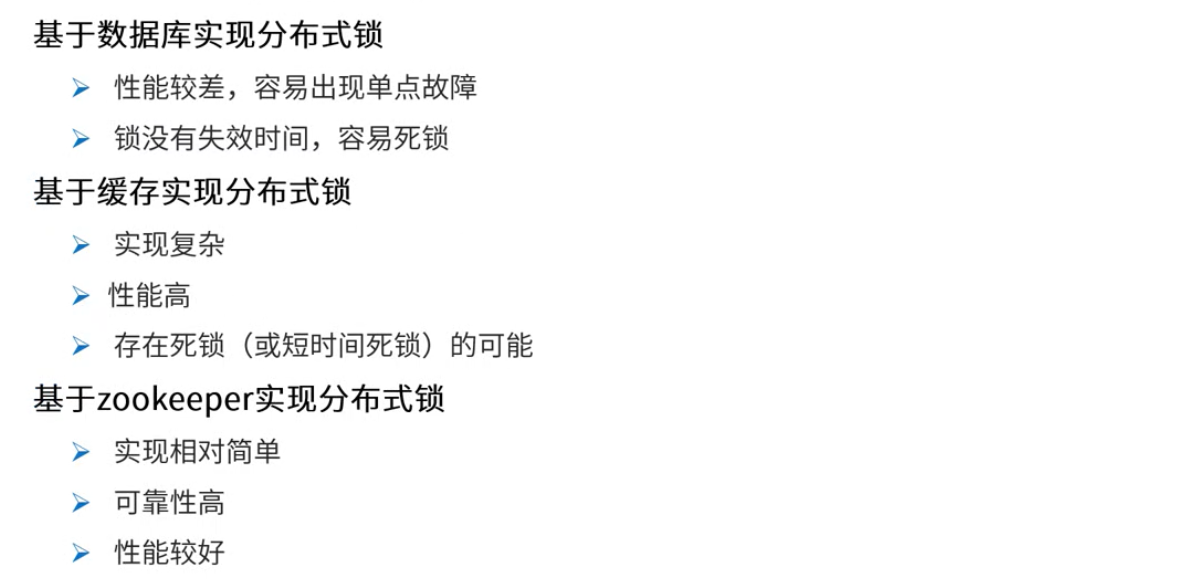 基于数据库实现分布式锁
性能较差，容易出现单点故障
锁没有失效时间，容易死锁
基于缓存实现分布式锁
实现复杂
性能高
存在死锁（或短时间死锁）的可能
基于zookeeper实现分布式锁
实现相对简单
可靠性高
性能较好